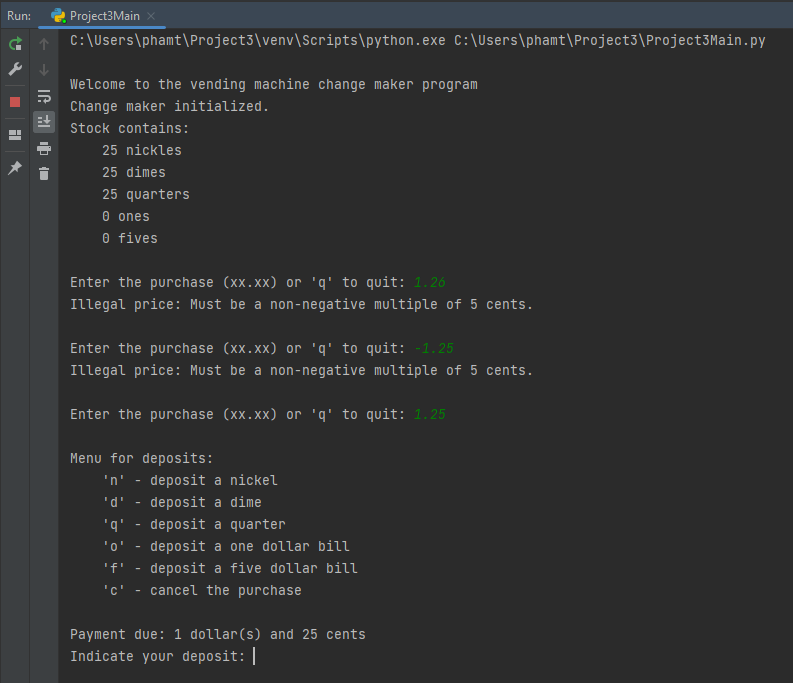 Run: Project3Main
C:\Users\phamt\Project3\venv\Scripts\python.exe C:\Users\phamt\Project3\Project3Main.py
Welcome to the vending machine change maker program
Change maker initialized.
Stock contains:
25 nickles
25 dimes
25 quarters
0 ones
0 fives
Enter the purchase (xx.xx) or 'q' to quit: 1.26
Illegal price: Must be a non-negative multiple of 5 cents.
Enter the purchase (xx.xx) or 'q' to quit: -1.25
Illegal price: Must be a non-negative multiple of 5 cents.
Enter the purchase (xx.xx) or 'q' to quit: 1.25
Menu for deposits:
'n' - deposit a nickel
'd' - deposit a dime
'q' - deposit a quarter
'o' - deposit a one dollar bill
'f' - deposit a five dollar bill
'c' - cancel the purchase
Payment due: 1 dollar(s) and 25 cents
Indicate your deposit: